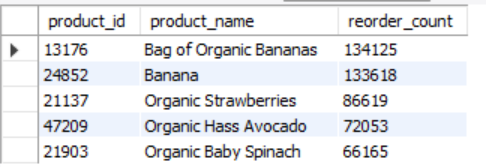 product_id product_name reorder_count
13176 Bag of Organic Bananas 134125
24852 Banana 133618
21137 Organic Strawberries 86619
47209 Organic Hass Avocado 72053
21903 Organic Baby Spinach 66165